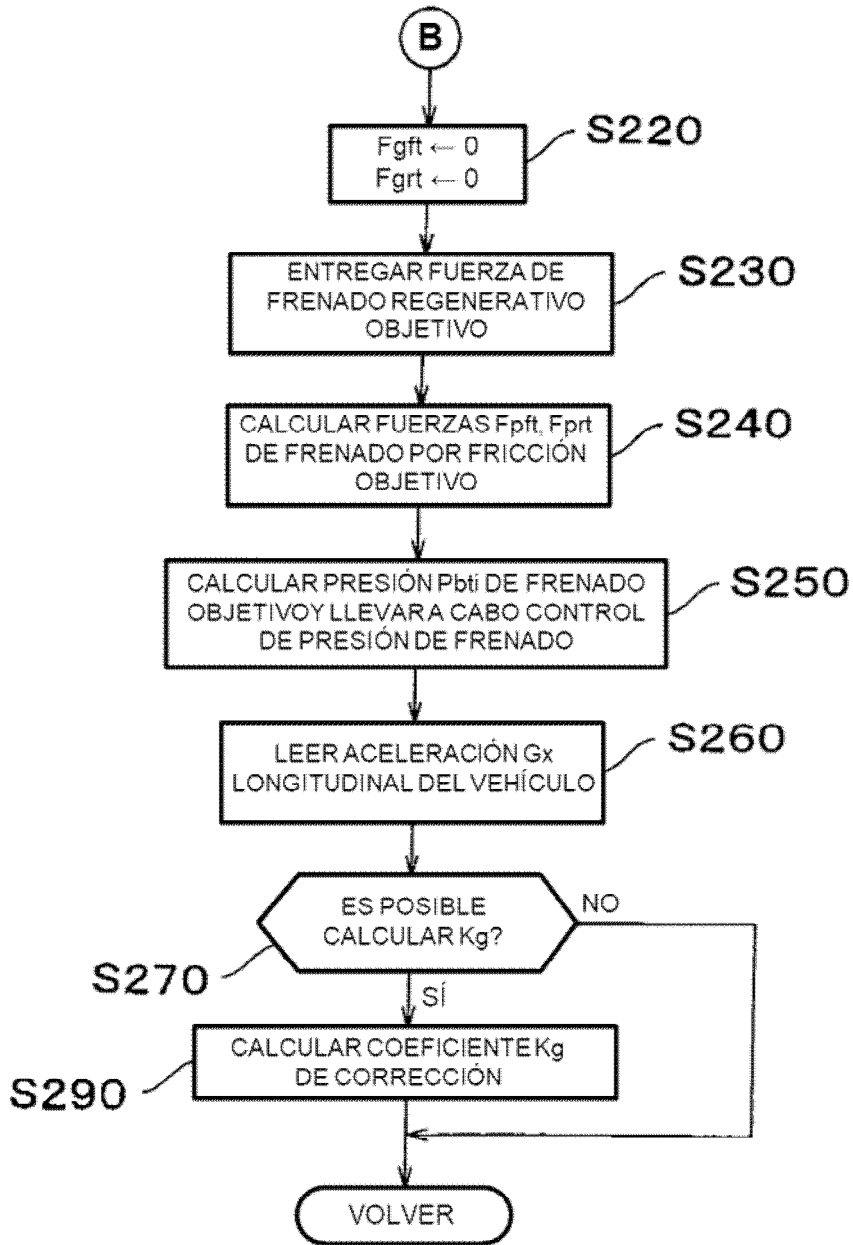 B
Fgft ← 0
Fgrt ← 0
S220
ENTREGAR FUERZA DE
FRENADO REGENERATIVO
OBJETIVO
S230
CALCULAR FUERZAS Fpft, Fprt
DE FRENADO POR FRICCIÓN
OBJETIVO
S240
CALCULAR PRESIÓN Pbti DE FRENADO
OBJETIVOY LLEVAR A CABO CONTROL
DE PRESIÓN DE FRENADO
S250
LEER ACELERACIÓN Gx
LONGITUDINAL DEL VEHÍCULO
S260
ES POSIBLE
CALCULAR Kg?
NO
S270
SÍ
CALCULAR COEFICIENTE Kg
DE CORRECCIÓN
S290
VOLVER